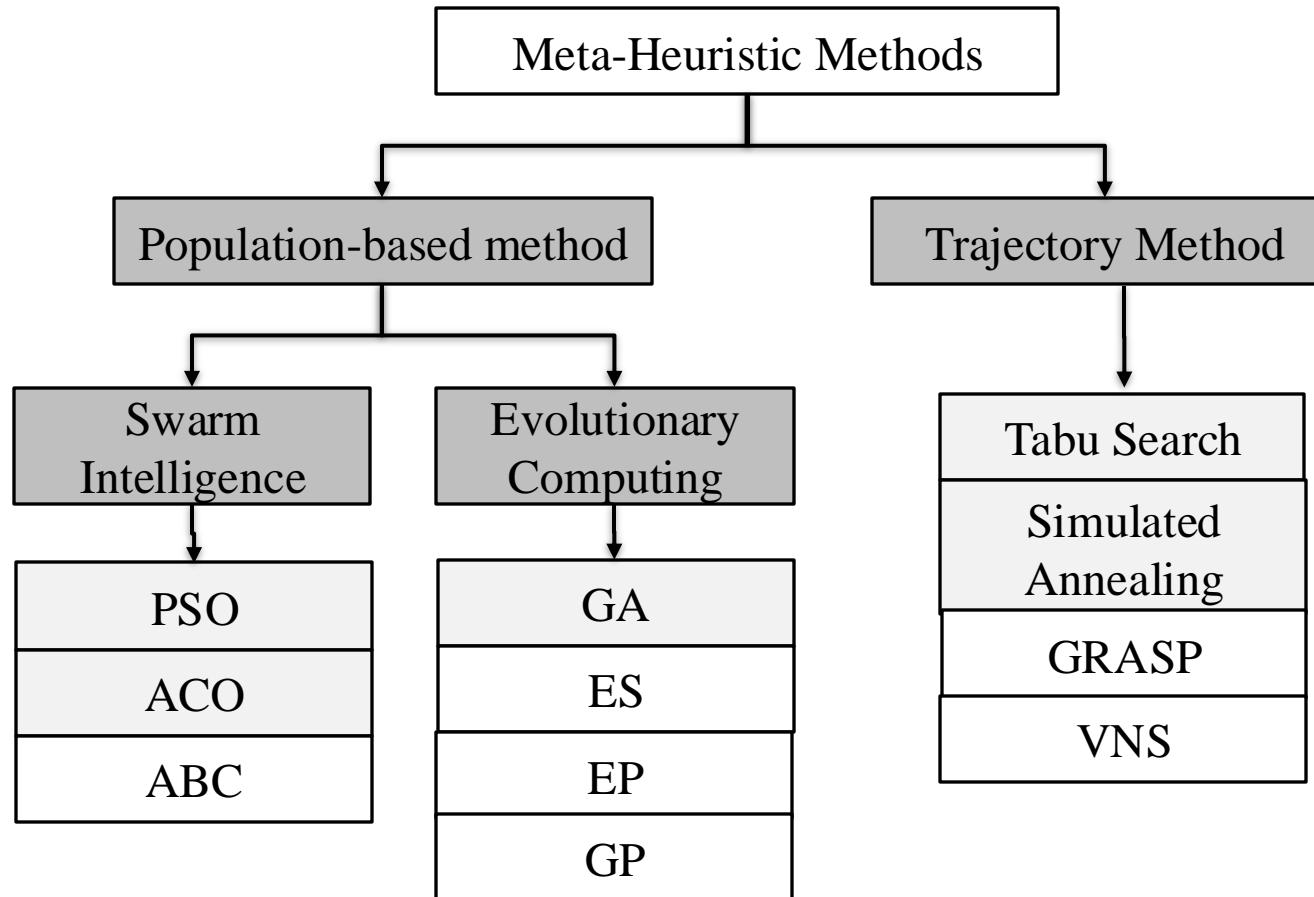 Meta-Heuristic Methods
Population-based method
Trajectory Method
Swarm
Intelligence
Evolutionary
Computing
PSO
ACO
ABC
GA
ES
EP
GP
Tabu Search
Simulated
Annealing
GRASP
VNS